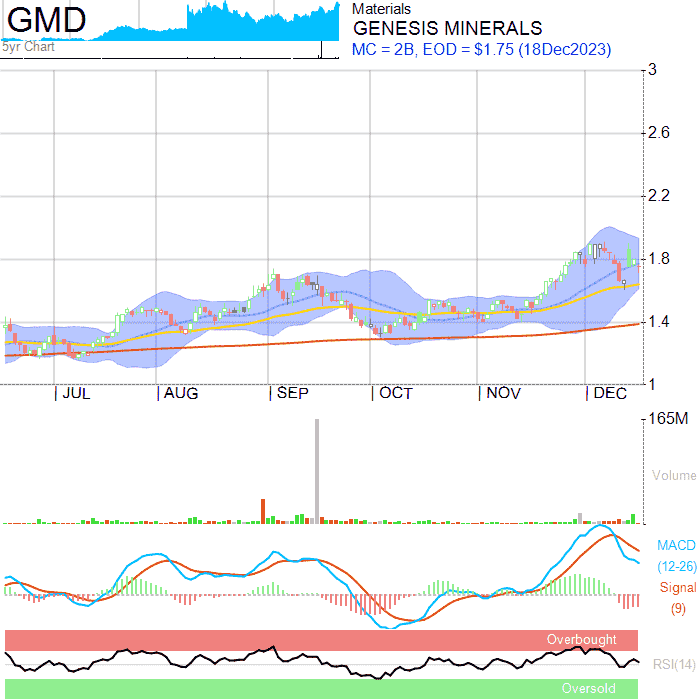 GMD
5yr Chart
Materials
GENESIS MINERALS
MC = 2B, EOD = $1.75 (18Dec2023)
3
2.6
2.2
1.8
1.4
1
JUL AUG SEP OCT NOV DEC
165M
Volume
MACD
(12-26)
Signal
(9)
Overbought
RSI(14)
Oversold